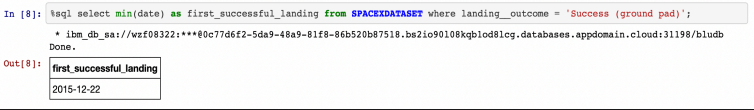 In [8]: %sql select min(date) as first_successful_landing from SPACEXDATASET where landing__outcome = 'Success (ground pad)';
* ibm_db_sa://wzf08322:***@0c77d6f2-5da9-48a9-81f8-86b520b87518.bs2io90l08kqb1od8lcg.databases.appdomain.cloud:31198/bludb
Done.
Out[8]: first_successful_landing
2015-12-22